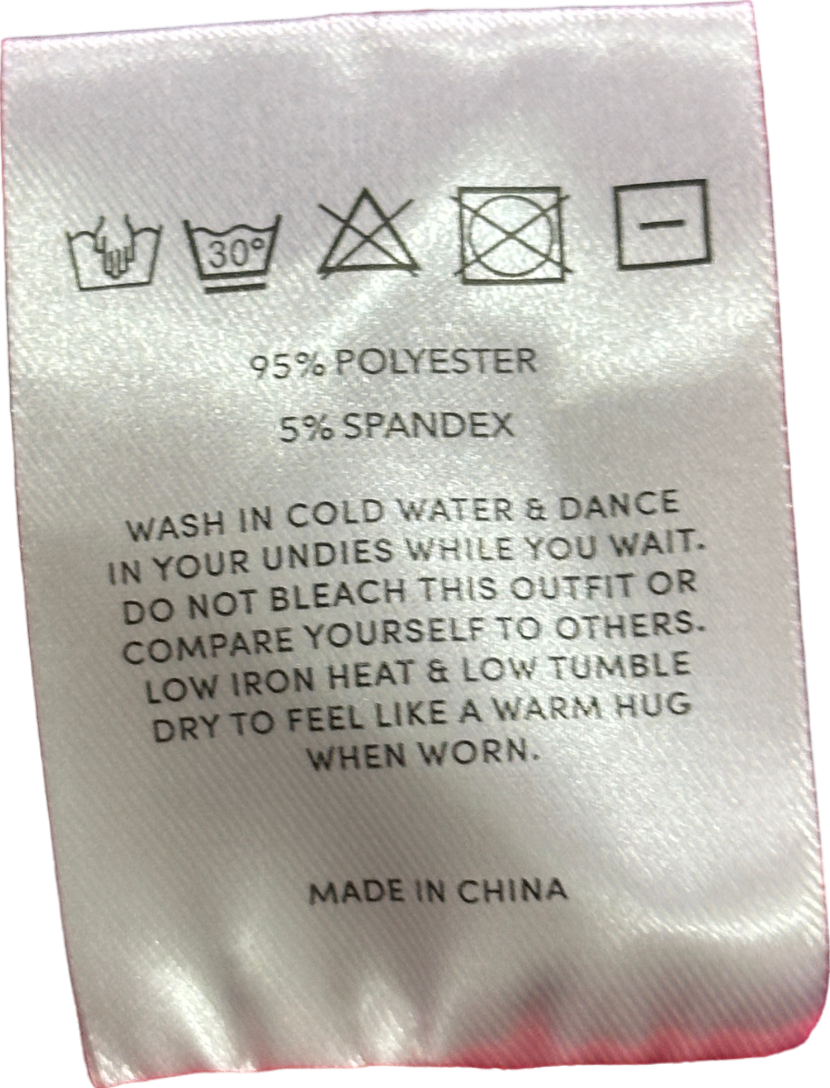 30°
95% POLYESTER
5% SPANDEX
WASH IN COLD WATER & DANCE
IN YOUR UNDIES WHILE YOU WAIT.
DO NOT BLEACH THIS OUTFIT OR
COMPARE YOURSELF TO OTHERS.
LOW IRON HEAT & LOW TUMBLE
DRY TO FEEL LIKE A WARM HUG
WHEN WORN.
MADE IN CHINA